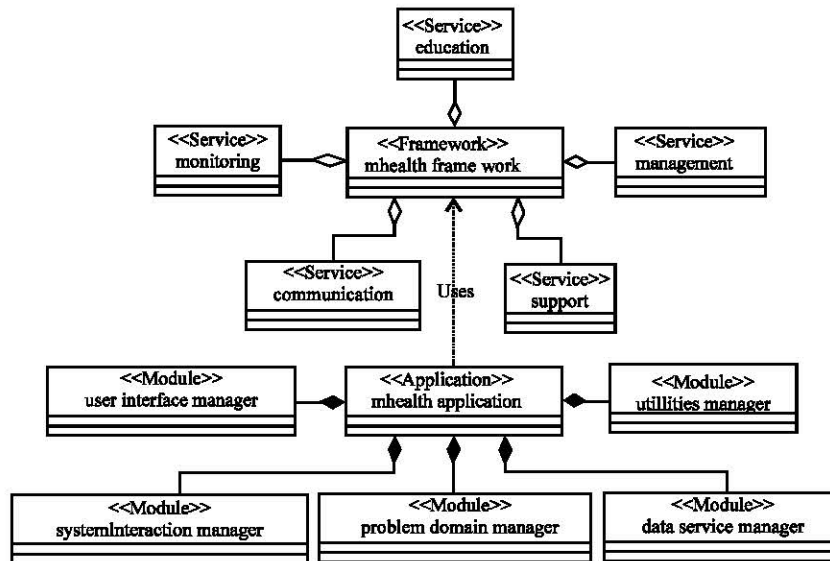 <<Service>>
education
<<Service>>
monitoring
<<Framework>>
mhealth frame work
<<Service>>
management
<<Service>>
communication
Uses
<<Service>>
support
<<Module>>
user interface manager
<<Application>>
mhealth application
<<Module>>
utillities manager
<<Module>>
systemInteraction manager
<<Module>>
problem domain manager
<<Module>>
data service manager